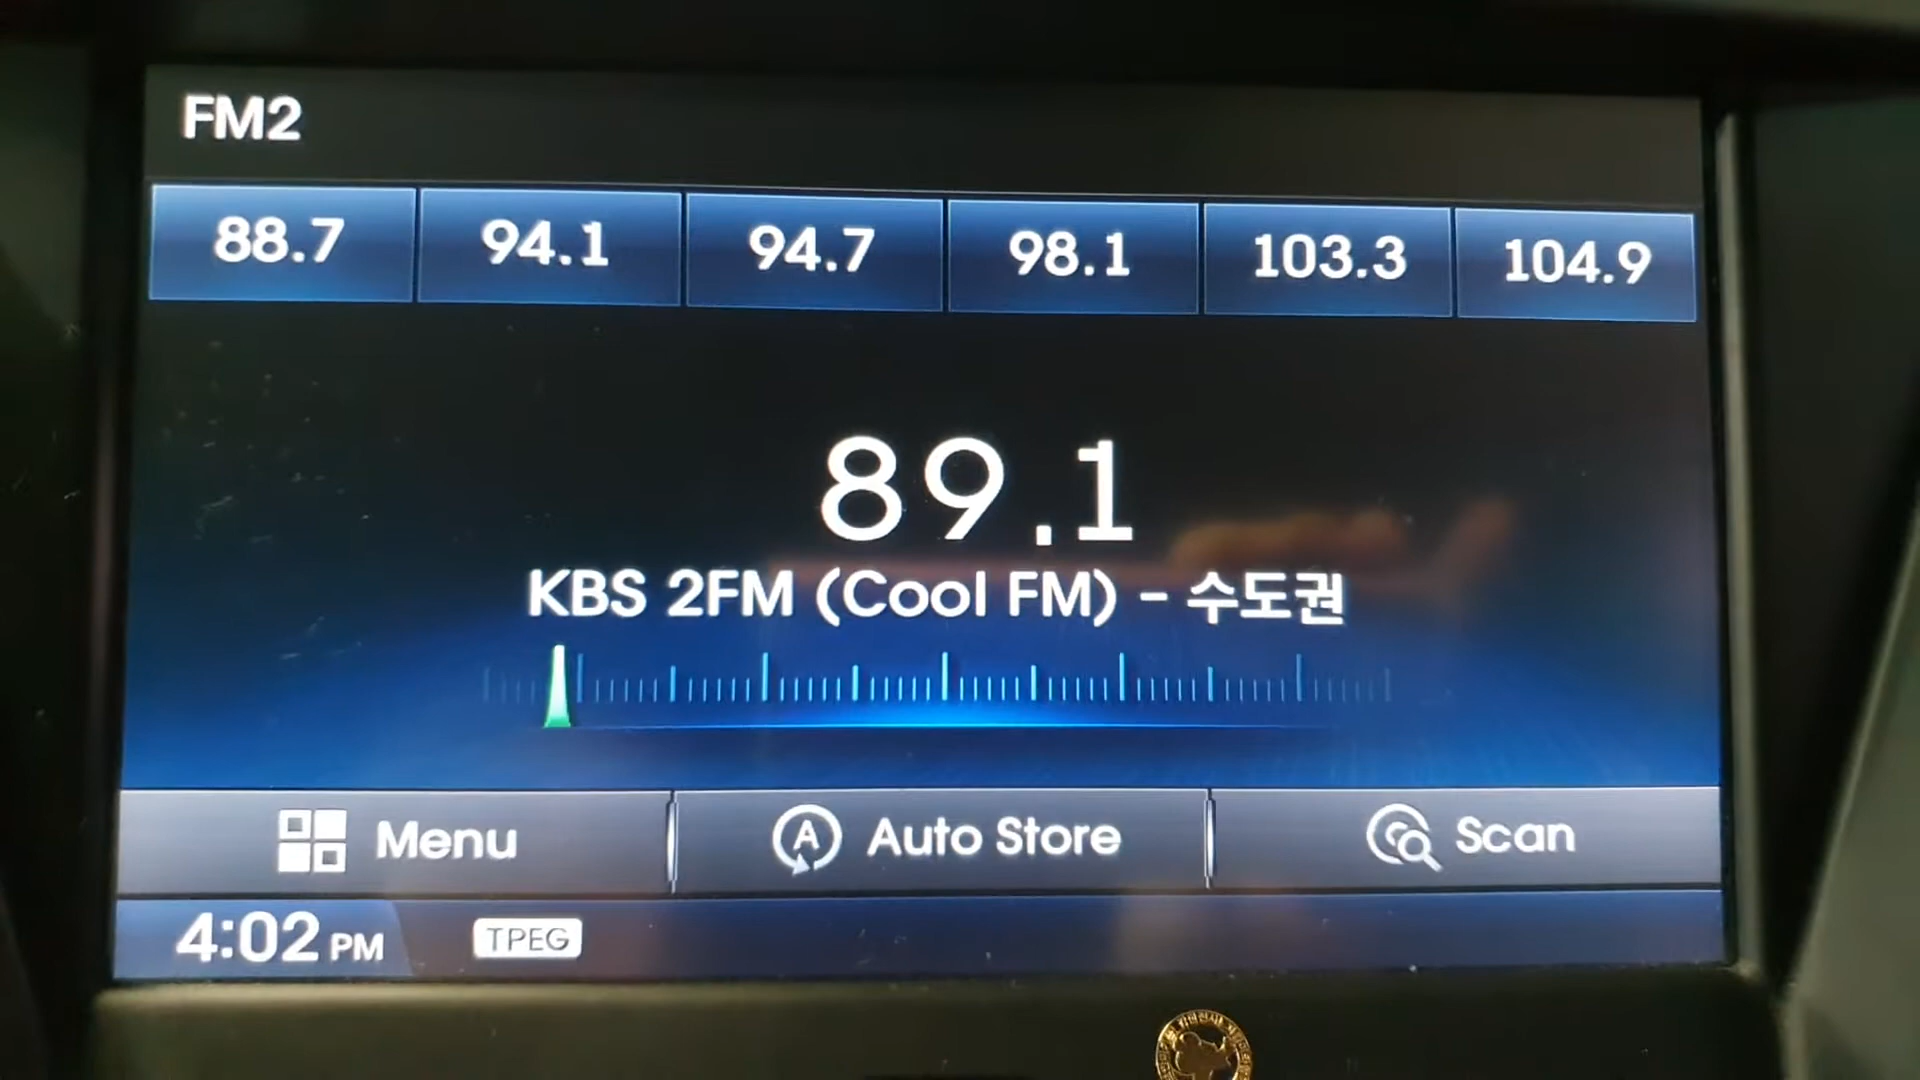 FM2
88.7 94.1 94.7 98.1 103.3 104.9
89.1
KBS 2FM (Cool FM) - 수도권
Menu Auto Store Scan
4:02 PM TPEG